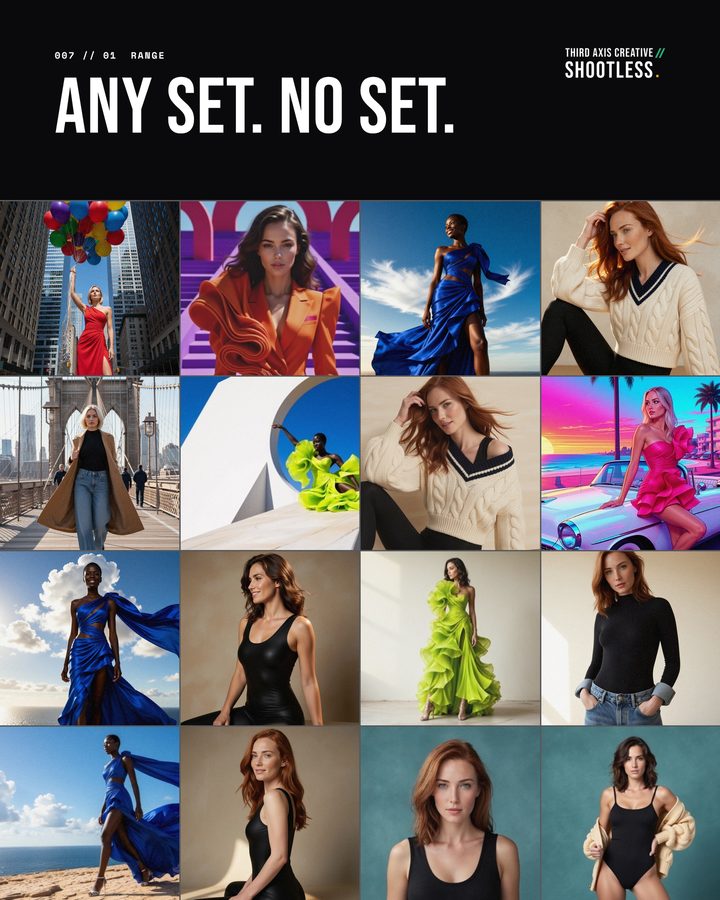 007 // 01 RANGE
ANY SET. NO SET.
THIRD AXIS CREATIVE //
SHOOTLESS.